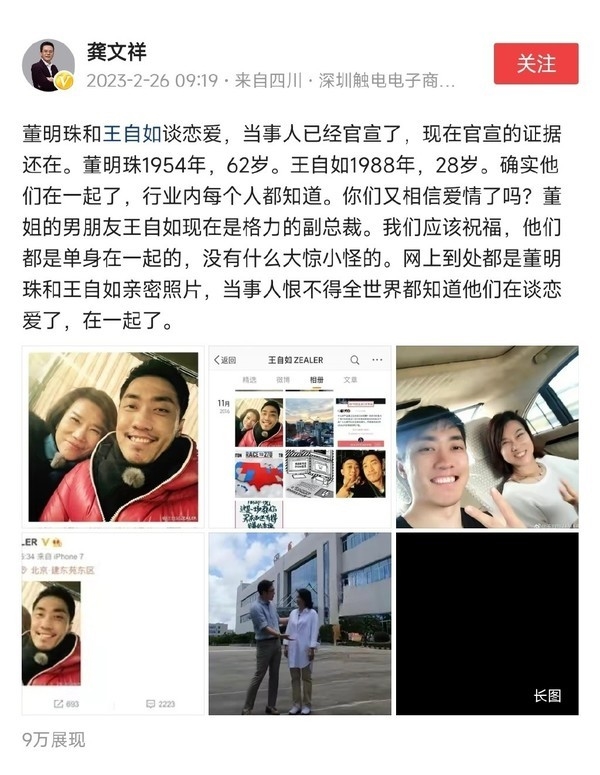 龚文祥
2023-2-26 09:19·来自四川·深圳触电电子商...
关注
董明珠和王自如谈恋爱，当事人已经官宣了，现在官宣的证据
还在。董明珠1954年，62岁。王自如1988年，28岁。确实他
们在一起了，行业内每个人都知道。你们又相信爱情了吗？董
姐的男朋友王自如现在是格力的副总裁。我们应该祝福，他们
都是单身在一起的，没有什么大惊小怪的。网上到处都是董明
珠和王自如亲密照片，当事人恨不得全世界都知道他们在谈恋
爱了，在一起了。
返回 王自如 ZEALER
精选 微博 相册 文章
11月
2016
RACE TO
LER
:34 来自 iPhone 7
北京·建东苑东区
693 2223
长图
9万展现